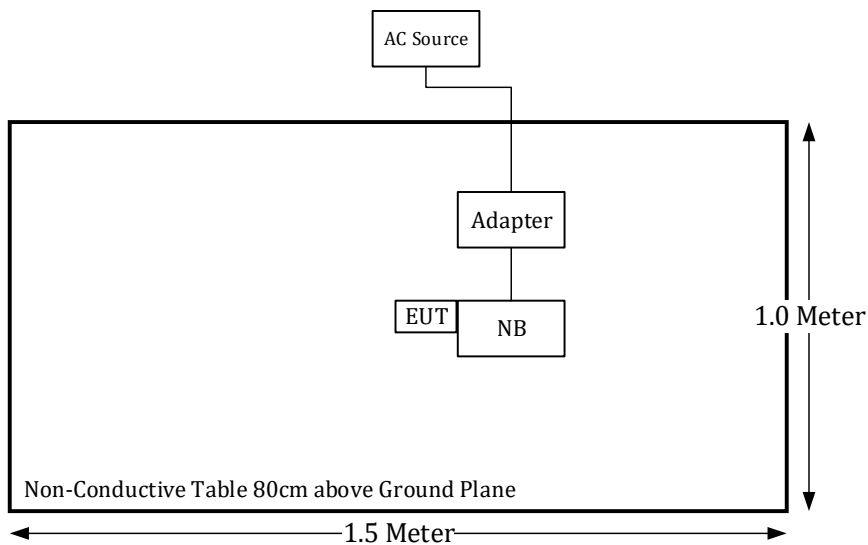 AC Source
Adapter
EUT
NB
1.0 Meter
Non-Conductive Table 80cm above Ground Plane
1.5 Meter